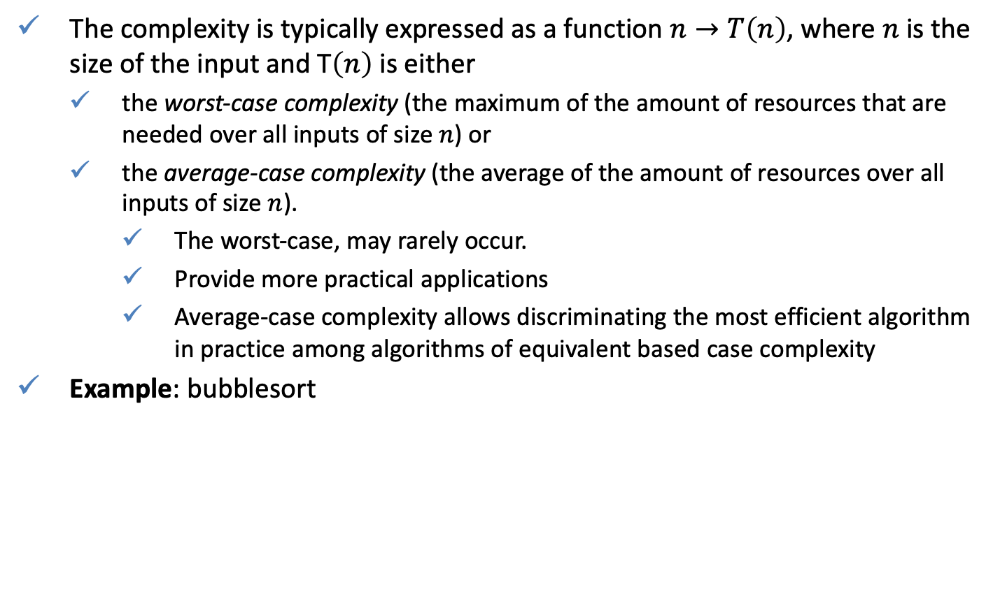 ✓ The complexity is typically expressed as a function n → T(n), where n is the
size of the input and T(n) is either
✓ the worst-case complexity (the maximum of the amount of resources that are
needed over all inputs of size n) or
✓ the average-case complexity (the average of the amount of resources over all
inputs of size n).
✓ The worst-case, may rarely occur.
✓ Provide more practical applications
✓ Average-case complexity allows discriminating the most efficient algorithm
in practice among algorithms of equivalent based case complexity
✓ Example: bubblesort